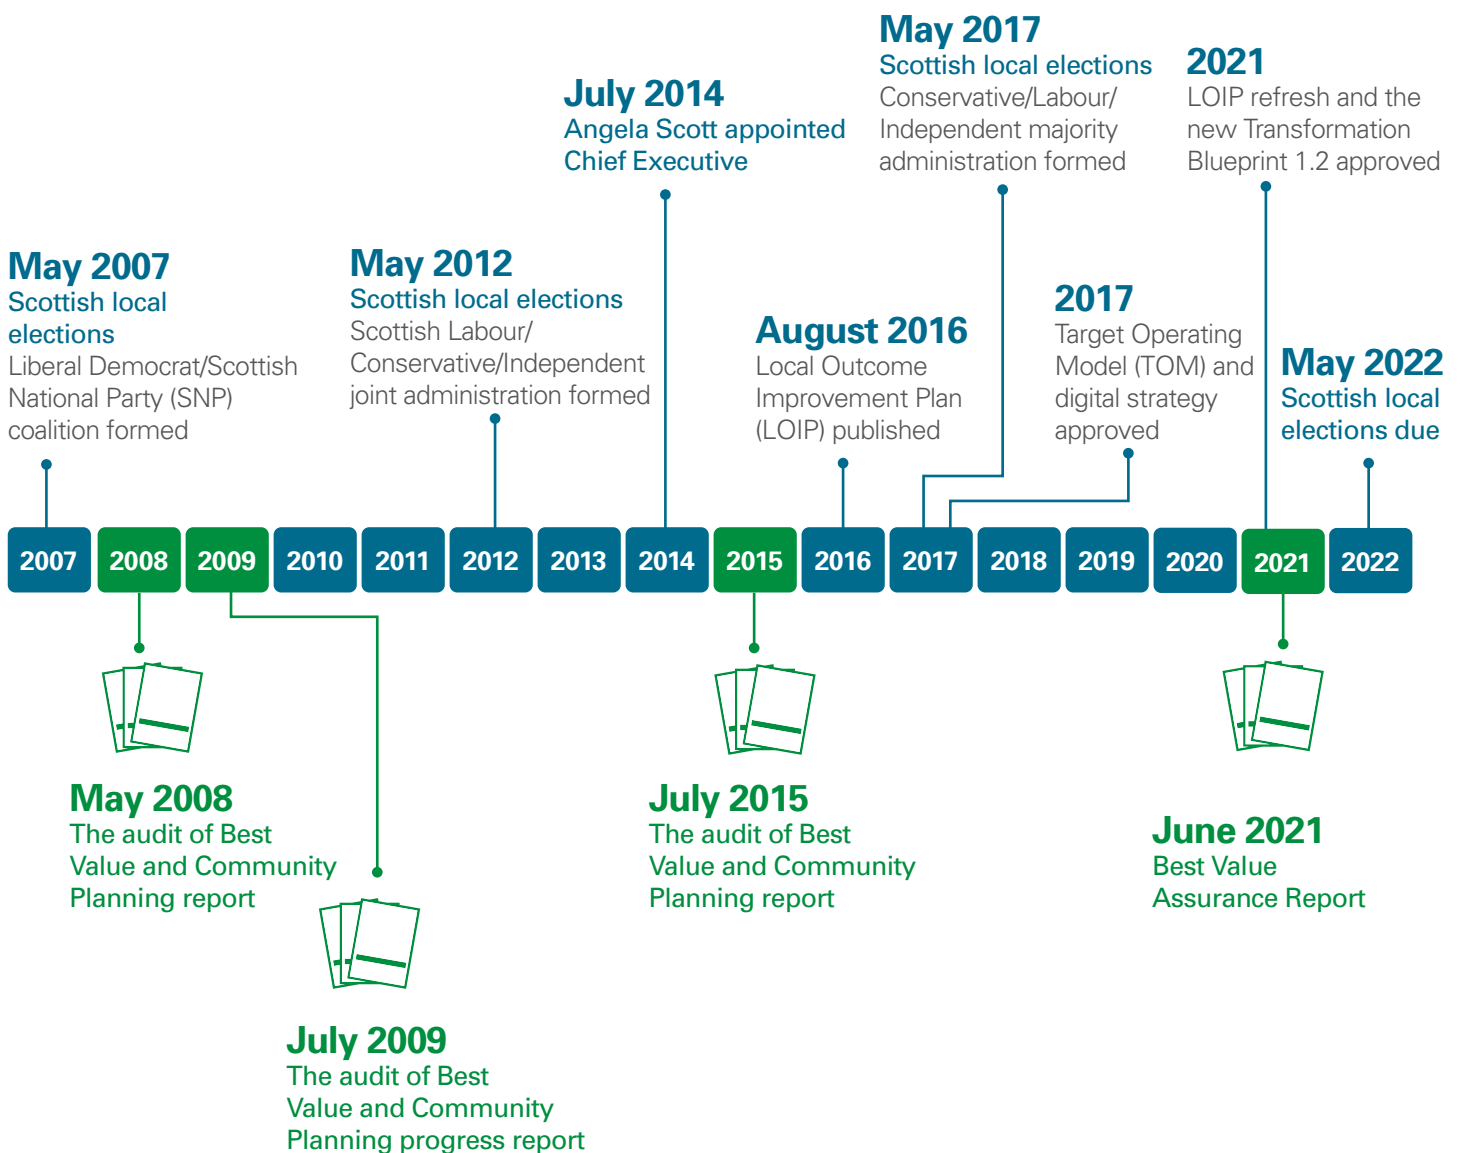 May 2007
Scottish local
elections
Liberal Democrat/Scottish
National Party (SNP)
coalition formed
May 2012
Scottish local elections
Scottish Labour/
Conservative/Independent
joint administration formed
July 2014
Angela Scott appointed
Chief Executive
August 2016
Local Outcome
Improvement Plan
(LOIP) published
May 2017
Scottish local elections
Conservative/Labour/
Independent majority
administration formed
2017
Target Operating
Model (TOM) and
digital strategy
approved
2021
LOIP refresh and the
new Transformation
Blueprint 1.2 approved
May 2022
Scottish local
elections due
2007 2008 2009 2010 2011 2012 2013 2014 2015 2016 2017 2018 2019 2020 2021 2022
May 2008
The audit of Best
Value and Community
Planning report
July 2009
The audit of Best
Value and Community
Planning progress report
July 2015
The audit of Best
Value and Community
Planning report
June 2021
Best Value
Assurance Report